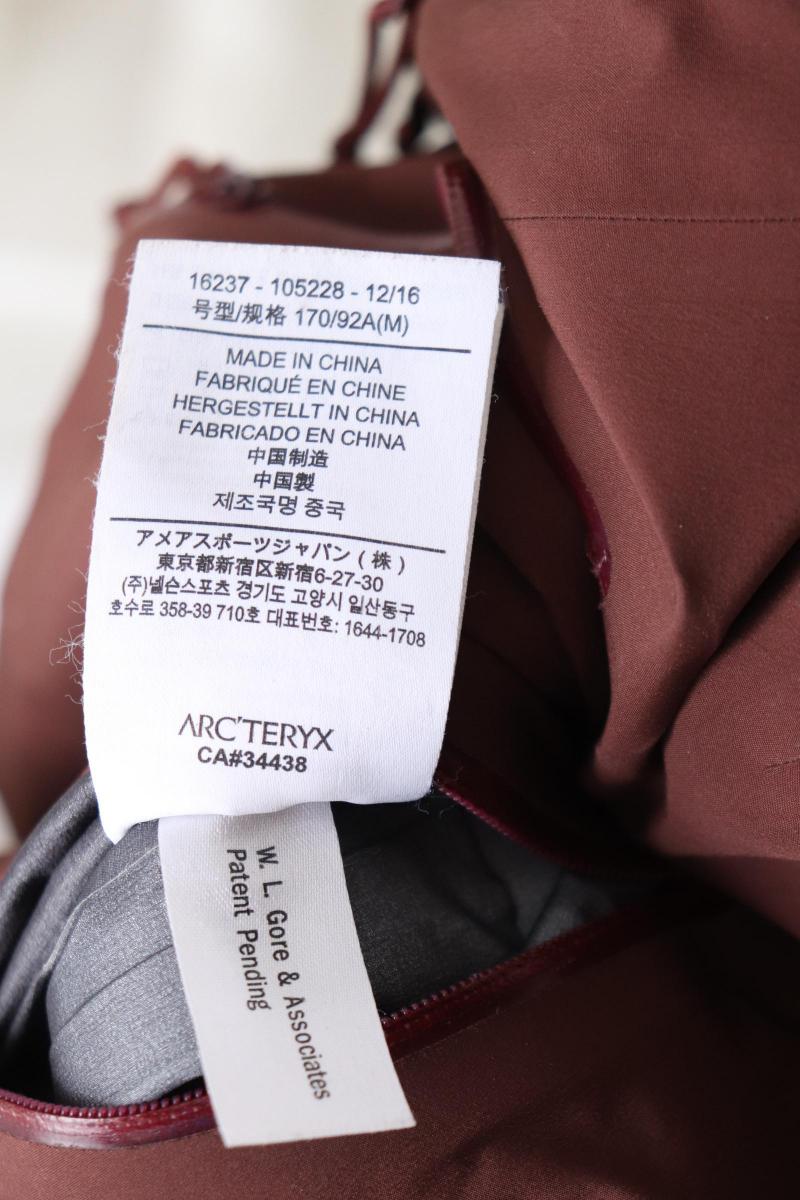 16237 - 105228 - 12/16
号型/规格 170/92A(M)
MADE IN CHINA
FABRIQUÉ EN CHINE
HERGESTELLT IN CHINA
FABRICADO EN CHINA
中国制造
中国製
제조국명 중국
アメアスポーツジャパン（株）
東京都新宿区新宿6-27-30
(주)넬슨스포츠 경기도 고양시 일산동구
호수로 358-39 710호 대표번호: 1644-1708
ARC'TERYX
CA#34438
W. L. Gore & Associates
Patent Pending